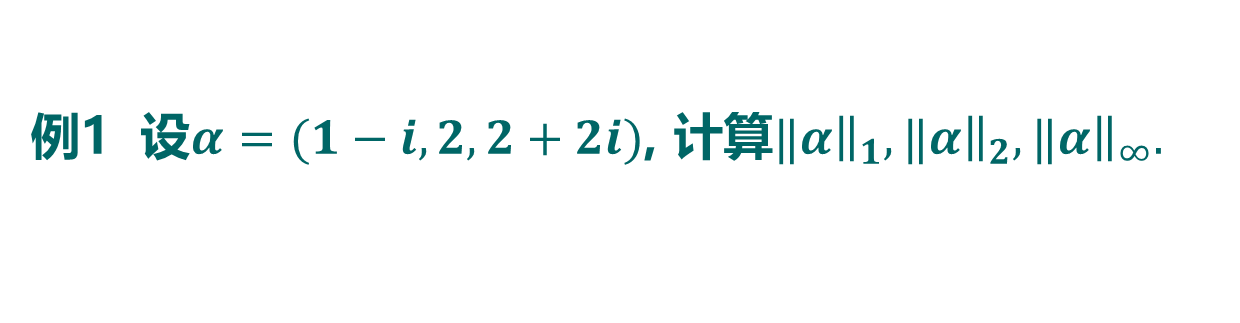 例1 设α = (1 − i, 2, 2 + 2i), 计算‖α‖₁, ‖α‖₂, ‖α‖∞.